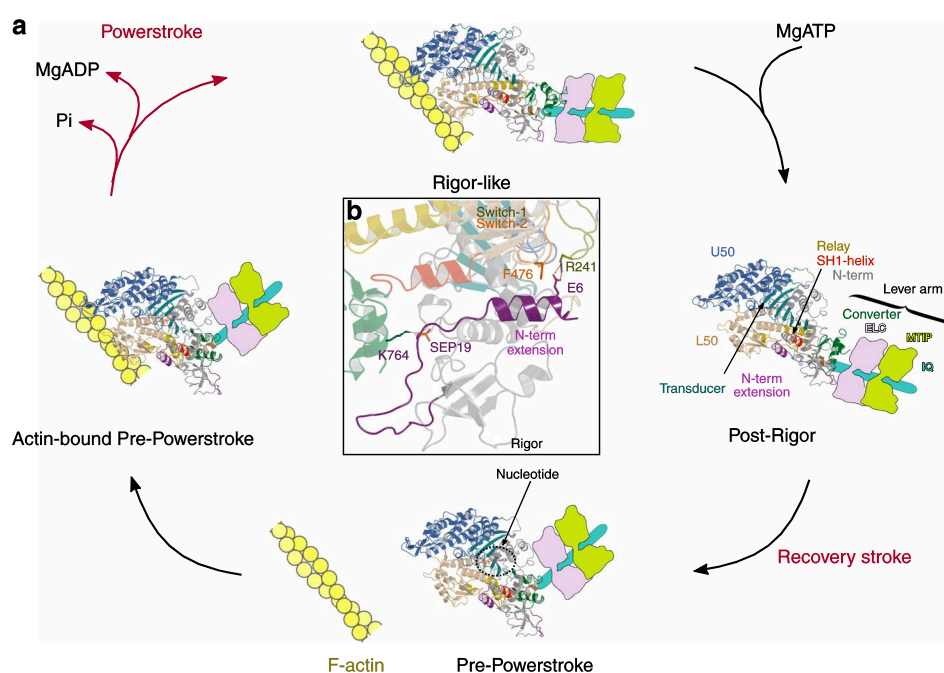 a
Powerstroke
MgADP
Pi
MgATP
Rigor-like
b
Switch-1
Switch-2
F476
R241
E6
N-term
extension
SEP19
K764
Rigor
U50
Relay
SH1-helix
N-term
Lever arm
Converter
ELC
MTIP
IQ
L50
Transducer
N-term
extension
Post-Rigor
Actin-bound Pre-Powerstroke
Nucleotide
Recovery stroke
F-actin
Pre-Powerstroke